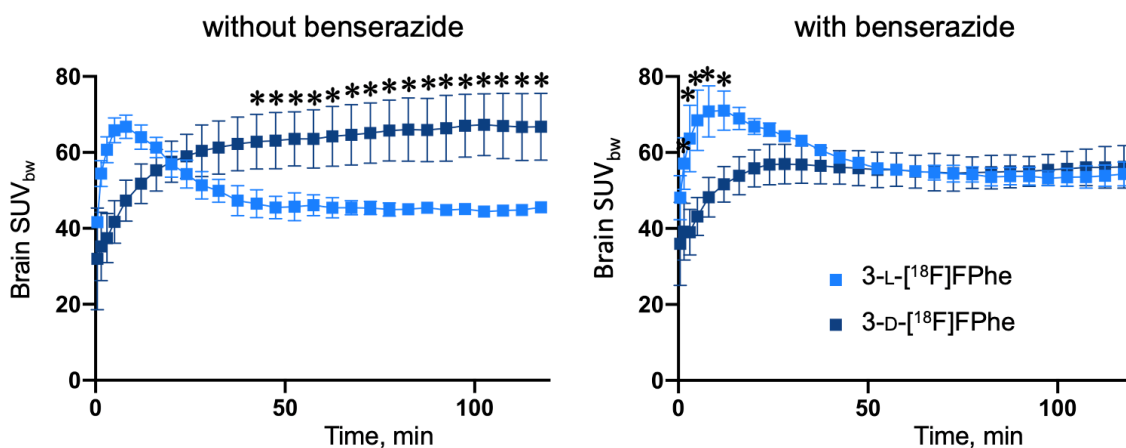 without benserazide
80
60
40
20
0
0 50 100
Brain SUVbw
Time, min
*****************
with benserazide
80
60
40
20
0
0 50 100
Brain SUVbw
Time, min
*****
3-L-[¹⁸F]FPhe
3-D-[¹⁸F]FPhe